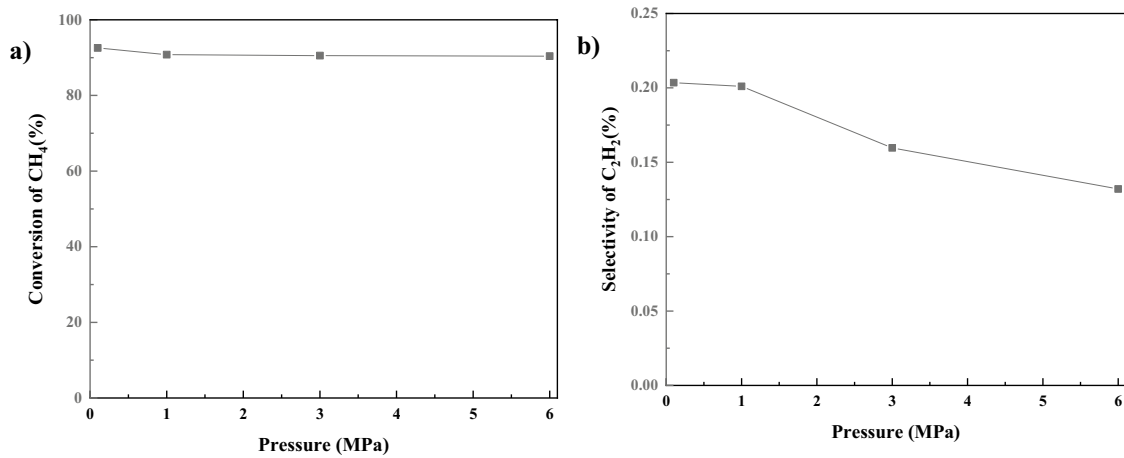 a)
100
80
60
40
20
0
0 1 2 3 4 5 6
Conversion of CH₄(%)
Pressure (MPa)
b)
0.25
0.20
0.15
0.10
0.05
0.00
0 1 2 3 4 5 6
Selectivity of C₂H₂(%)
Pressure (MPa)